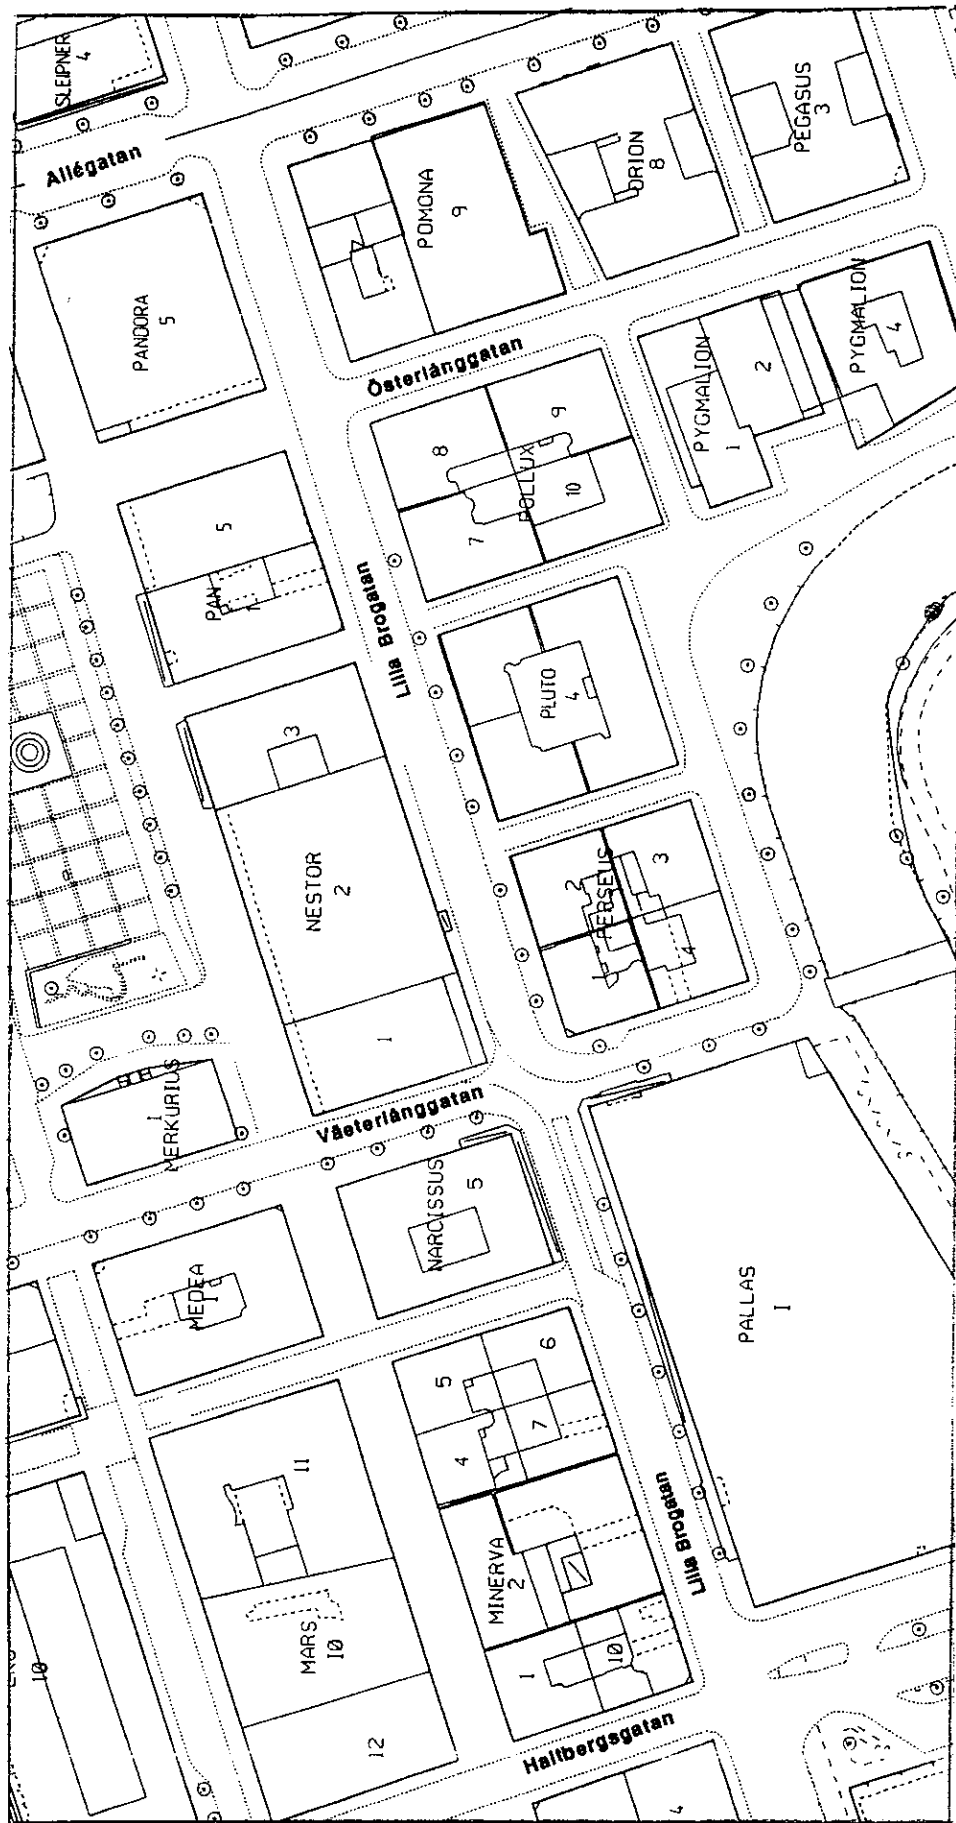 SLEIPNER
4
Allégatan
PEGASUS
3
ORION
8
POMONA
9
PANDORA
5
PYGMALION
4
PYGMALION
1
2
Österlånggatan
8
9
POLLUX
7
10
5
PAN
Lilla Brogatan
PLUTO
4
3
NESTOR
2
2
3
PERSEUS
1
4
1
MERKURIUS
1
Västerlånggatan
NARCISSUS
5
MEDEA
1
PALLAS
1
5
6
4
7
11
MINERVA
2
Lilla Brogatan
MARS
10
1
10
10
12
Hallbergsgatan
4